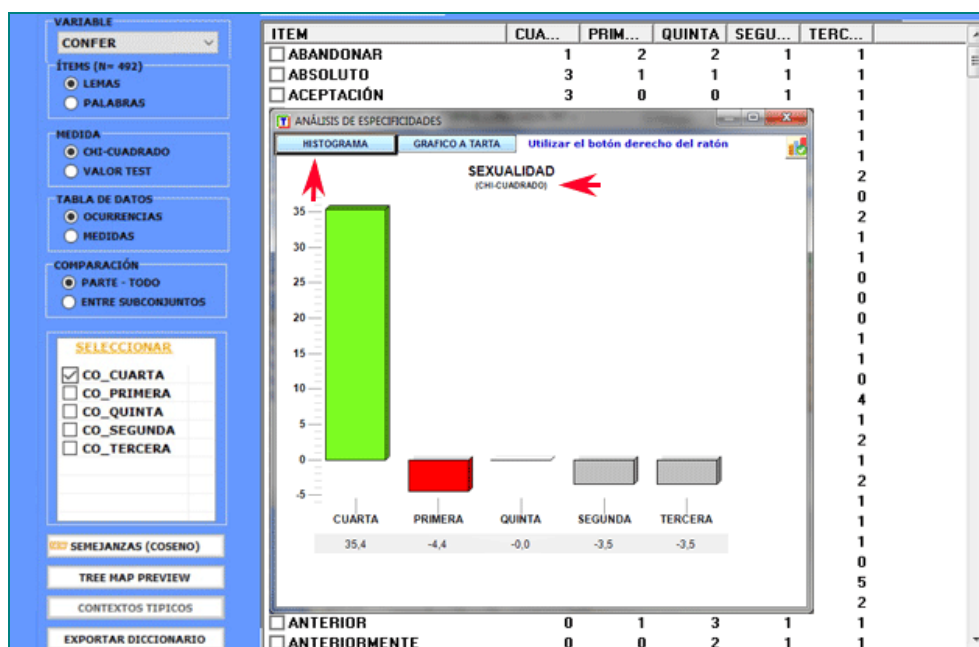 VARIABLE
CONFER
ÍTEMS (N= 492)
LEMAS
PALABRAS
MEDIDA
CHI-CUADRADO
VALOR TEST
TABLA DE DATOS
OCURRENCIAS
MEDIDAS
COMPARACIÓN
PARTE - TODO
ENTRE SUBCONJUNTOS
SELECCIONAR
CO_CUARTA
CO_PRIMERA
CO_QUINTA
CO_SEGUNDA
CO_TERCERA
SEMEJANZAS (COSENO)
TREE MAP PREVIEW
CONTEXTOS TIPICOS
EXPORTAR DICCIONARIO
ITEM CUA... PRIM... QUINTA SEGU... TERC...
ABANDONAR 1 2 2 1 1
ABSOLUTO 3 1 1 1 1
ACEPTACIÓN 3 0 0 1 1
ANÁLISIS DE ESPECIFICIDADES
HISTOGRAMA GRAFICO A TARTA Utilizar el botón derecho del ratón
SEXUALIDAD
(CHI-CUADRADO)
35
30
25
20
15
10
5
0
-5
CUARTA PRIMERA QUINTA SEGUNDA TERCERA
35,4 -4,4 -0,0 -3,5 -3,5
1
1
1
2
0
2
1
1
0
0
0
1
1
0
4
1
2
1
2
1
1
1
0
5
2
ANTERIOR 0 1 3 1 1
ANTERIORMENTE 0 0 2 1 1